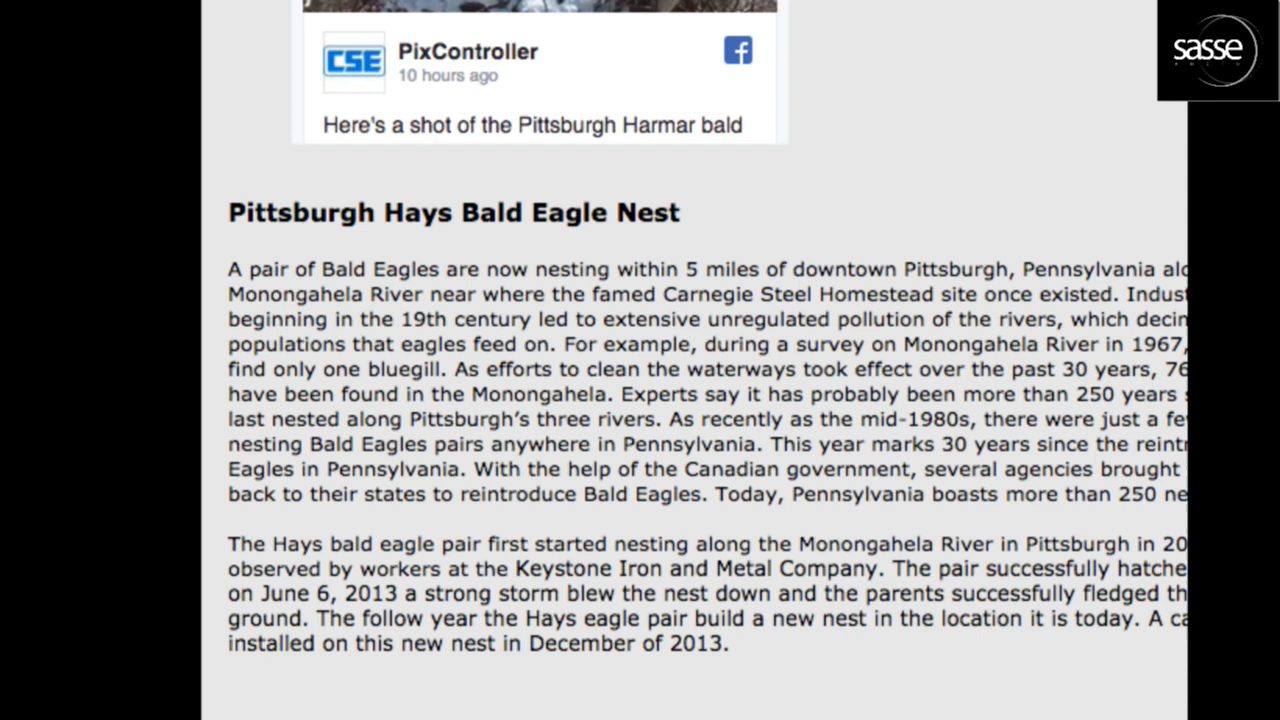 sasse
CSE
PixController
10 hours ago
Here's a shot of the Pittsburgh Harmar bald
Pittsburgh Hays Bald Eagle Nest
A pair of Bald Eagles are now nesting within 5 miles of downtown Pittsburgh, Pennsylvania alo
Monongahela River near where the famed Carnegie Steel Homestead site once existed. Indust
beginning in the 19th century led to extensive unregulated pollution of the rivers, which decim
populations that eagles feed on. For example, during a survey on Monongahela River in 1967,
find only one bluegill. As efforts to clean the waterways took effect over the past 30 years, 76
have been found in the Monongahela. Experts say it has probably been more than 250 years s
last nested along Pittsburgh’s three rivers. As recently as the mid-1980s, there were just a few
nesting Bald Eagles pairs anywhere in Pennsylvania. This year marks 30 years since the reintr
Eagles in Pennsylvania. With the help of the Canadian government, several agencies brought
back to their states to reintroduce Bald Eagles. Today, Pennsylvania boasts more than 250 ne
The Hays bald eagle pair first started nesting along the Monongahela River in Pittsburgh in 20
observed by workers at the Keystone Iron and Metal Company. The pair successfully hatche
on June 6, 2013 a strong storm blew the nest down and the parents successfully fledged th
ground. The follow year the Hays eagle pair build a new nest in the location it is today. A ca
installed on this new nest in December of 2013.